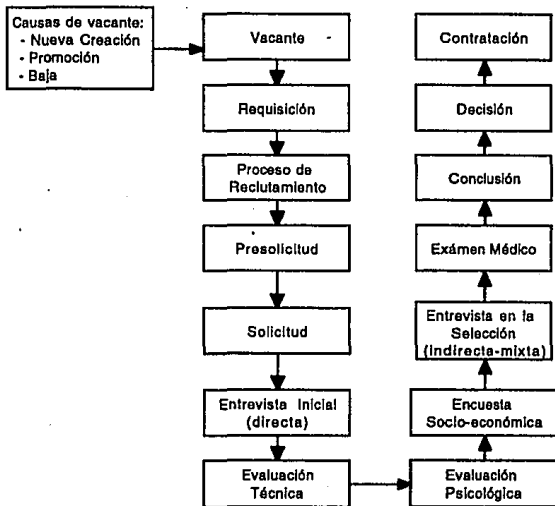 Causas de vacante:
- Nueva Creación
- Promoción
- Baja
Vacante
Requisición
Proceso de
Reclutamiento
Presolicitud
Solicitud
Entrevista Inicial
(directa)
Evaluación
Técnica
Evaluación
Psicológica
Encuesta
Socio-económica
Entrevista en la
Selección
(indirecta-mixta)
Exámen Médico
Conclusión
Decisión
Contratación